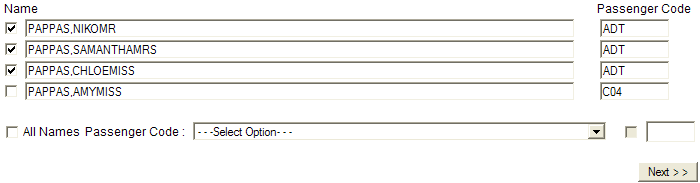 Name Passenger Code
PAPPAS,NIKOMR ADT
PAPPAS,SAMANTHAMRS ADT
PAPPAS,CHLOEMISS ADT
PAPPAS,AMYMISS C04
All Names Passenger Code : - - -Select Option- - -
Next > >